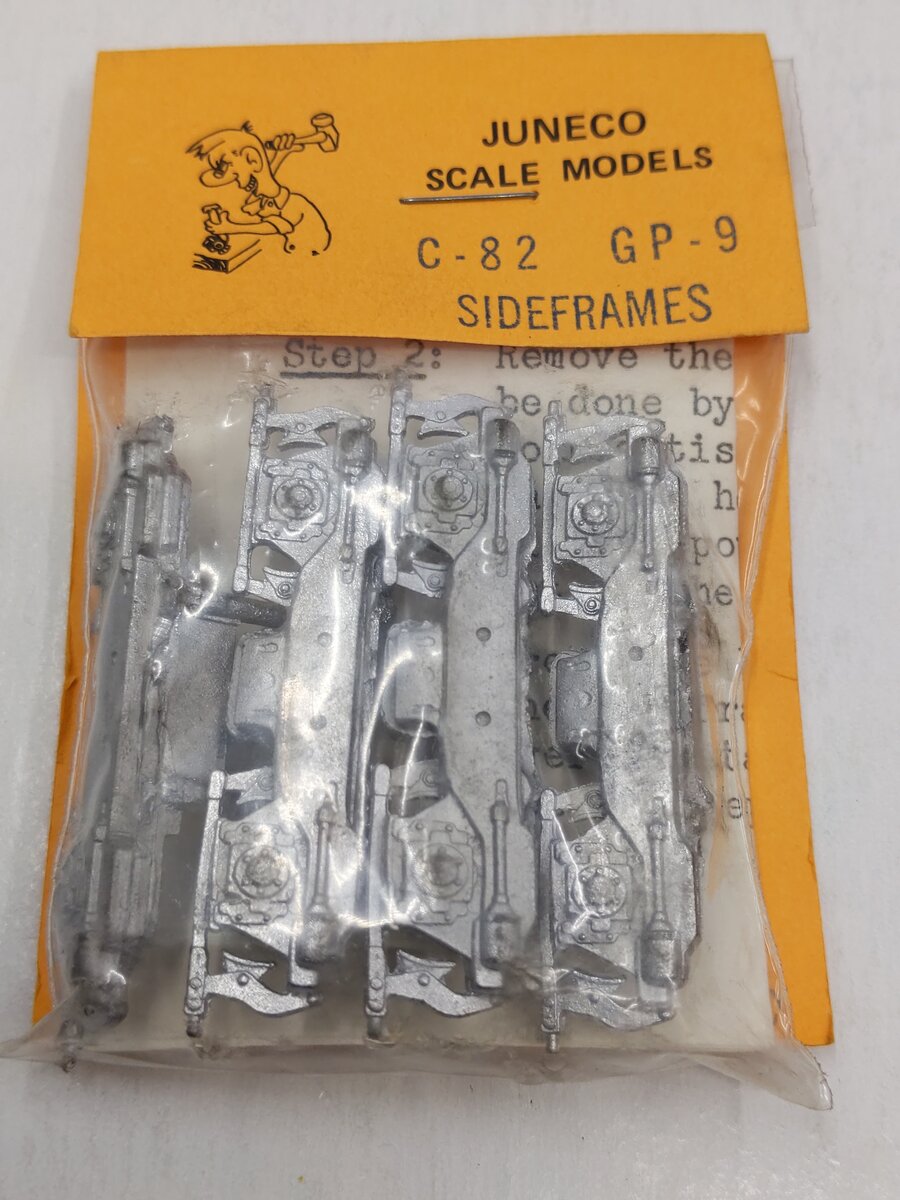 JUNECO
SCALE MODELS
C-82 GP-9
SIDEFRAMES
Step 2: Remove the
be done by